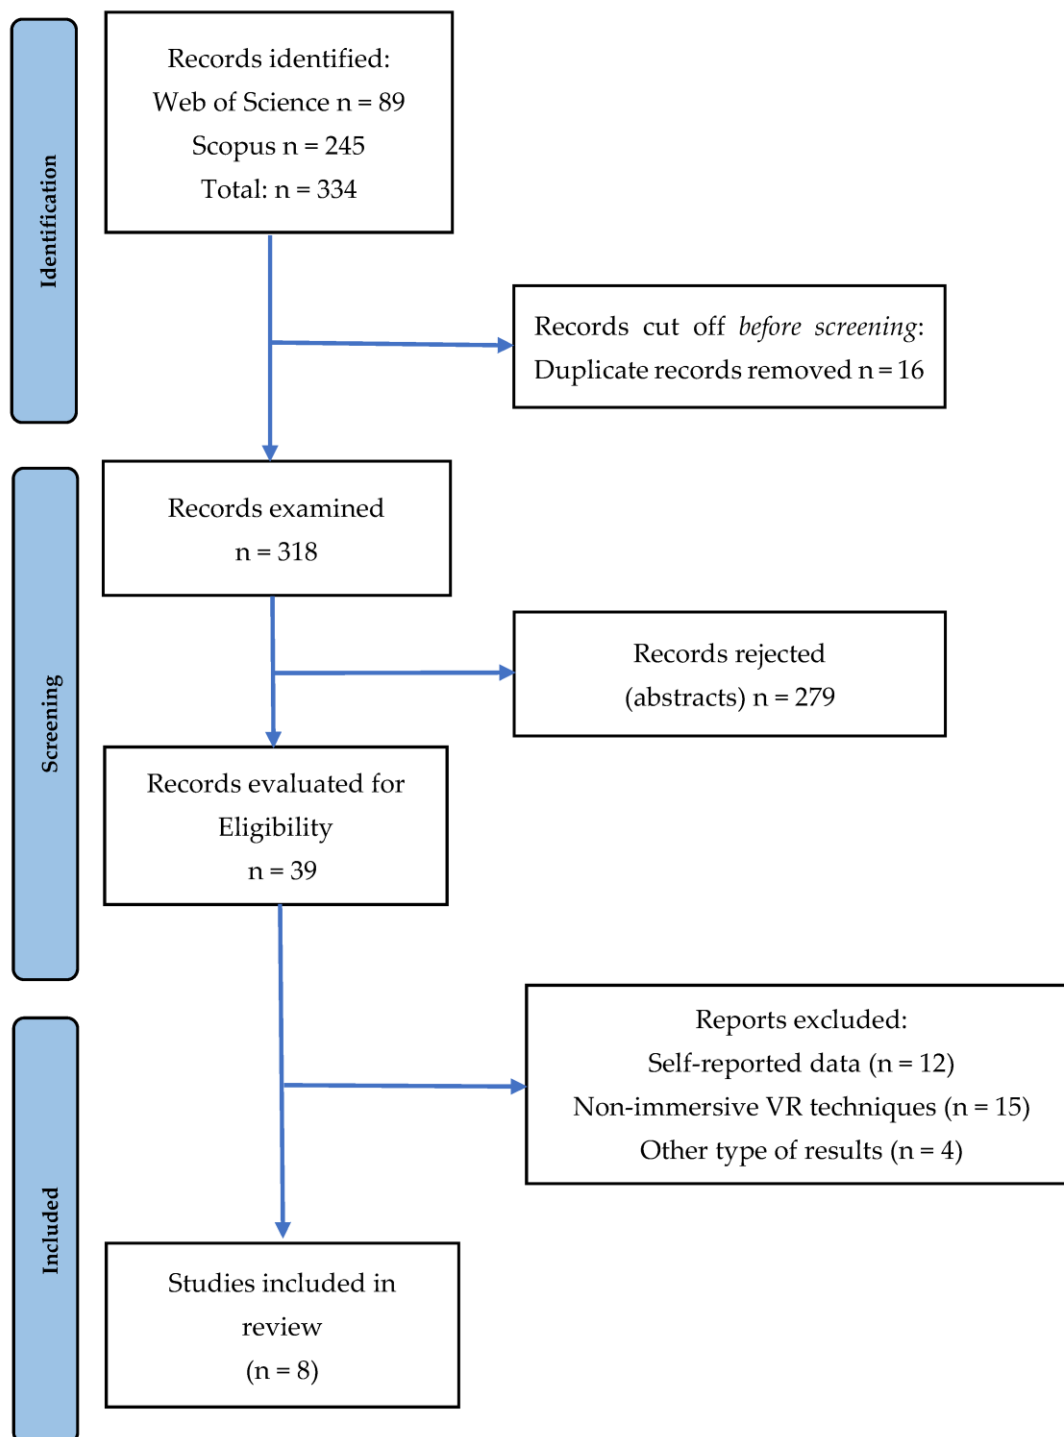 Identification
Records identified:
Web of Science n = 89
Scopus n = 245
Total: n = 334
Records cut off before screening:
Duplicate records removed n = 16
Screening
Records examined
n = 318
Records rejected
(abstracts) n = 279
Records evaluated for
Eligibility
n = 39
Included
Reports excluded:
Self-reported data (n = 12)
Non-immersive VR techniques (n = 15)
Other type of results (n = 4)
Studies included in
review
(n = 8)